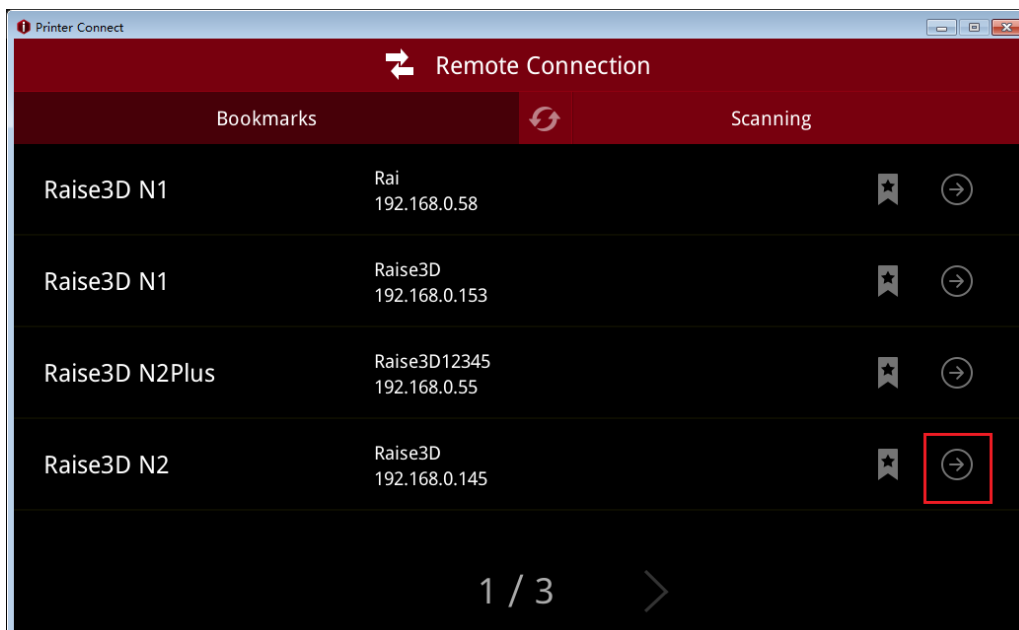 Printer Connect
Remote Connection
Bookmarks
Scanning
Raise3D N1
Rai
192.168.0.58
Raise3D N1
Raise3D
192.168.0.153
Raise3D N2Plus
Raise3D12345
192.168.0.55
Raise3D N2
Raise3D
192.168.0.145
1 / 3